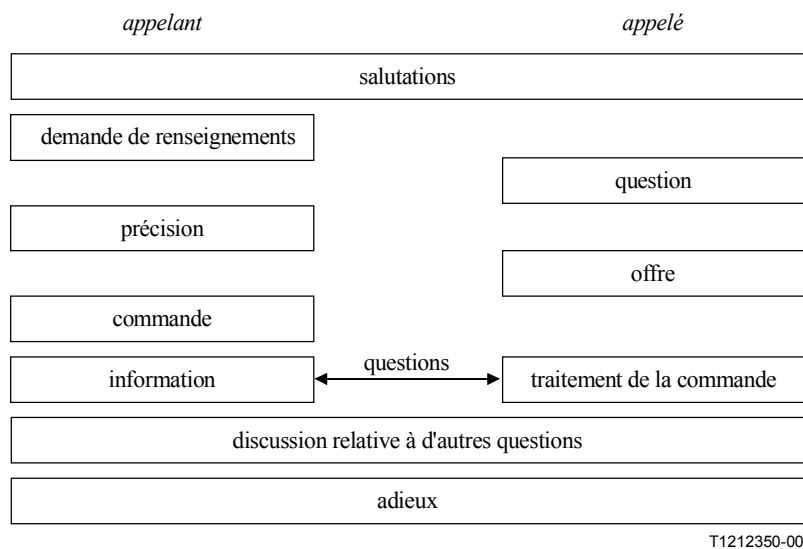 appelant
appelé
salutations
demande de renseignements
question
précision
offre
commande
information
questions
traitement de la commande
discussion relative à d'autres questions
adieux
T1212350-00